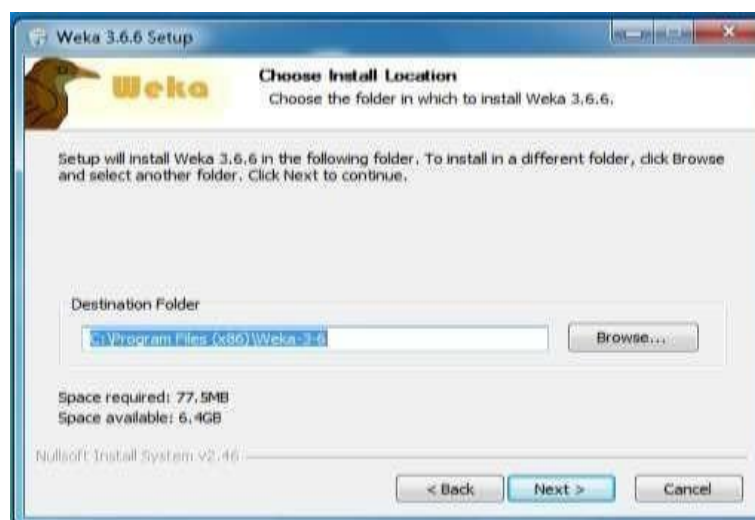 Weka 3.6.6 Setup
Weka
Choose Install Location
Choose the folder in which to install Weka 3.6.6.
Setup will install Weka 3.6.6 in the following folder. To install in a different folder, click Browse
and select another folder. Click Next to continue.
Destination Folder
C:\Program Files (x86)\Weka-3-6
Browse...
Space required: 77.5MB
Space available: 6.4GB
Nullsoft Install System v2.46
< Back
Next >
Cancel